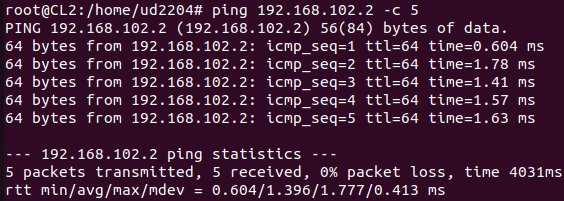 root@CL2:/home/ud2204# ping 192.168.102.2 -c 5
PING 192.168.102.2 (192.168.102.2) 56(84) bytes of data.
64 bytes from 192.168.102.2: icmp_seq=1 ttl=64 time=0.604 ms
64 bytes from 192.168.102.2: icmp_seq=2 ttl=64 time=1.78 ms
64 bytes from 192.168.102.2: icmp_seq=3 ttl=64 time=1.41 ms
64 bytes from 192.168.102.2: icmp_seq=4 ttl=64 time=1.57 ms
64 bytes from 192.168.102.2: icmp_seq=5 ttl=64 time=1.63 ms

--- 192.168.102.2 ping statistics ---
5 packets transmitted, 5 received, 0% packet loss, time 4031ms
rtt min/avg/max/mdev = 0.604/1.396/1.777/0.413 ms